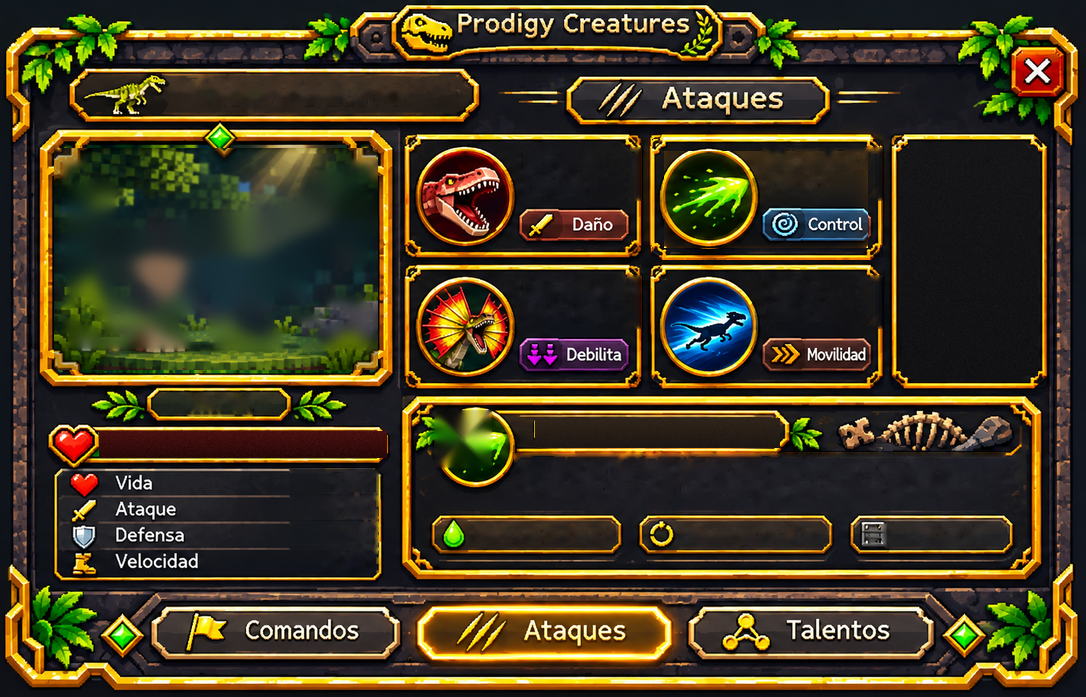 Prodigy Creatures
Ataques
Daño
Control
Debilita
Movilidad
Vida
Ataque
Defensa
Velocidad
Comandos
Ataques
Talentos